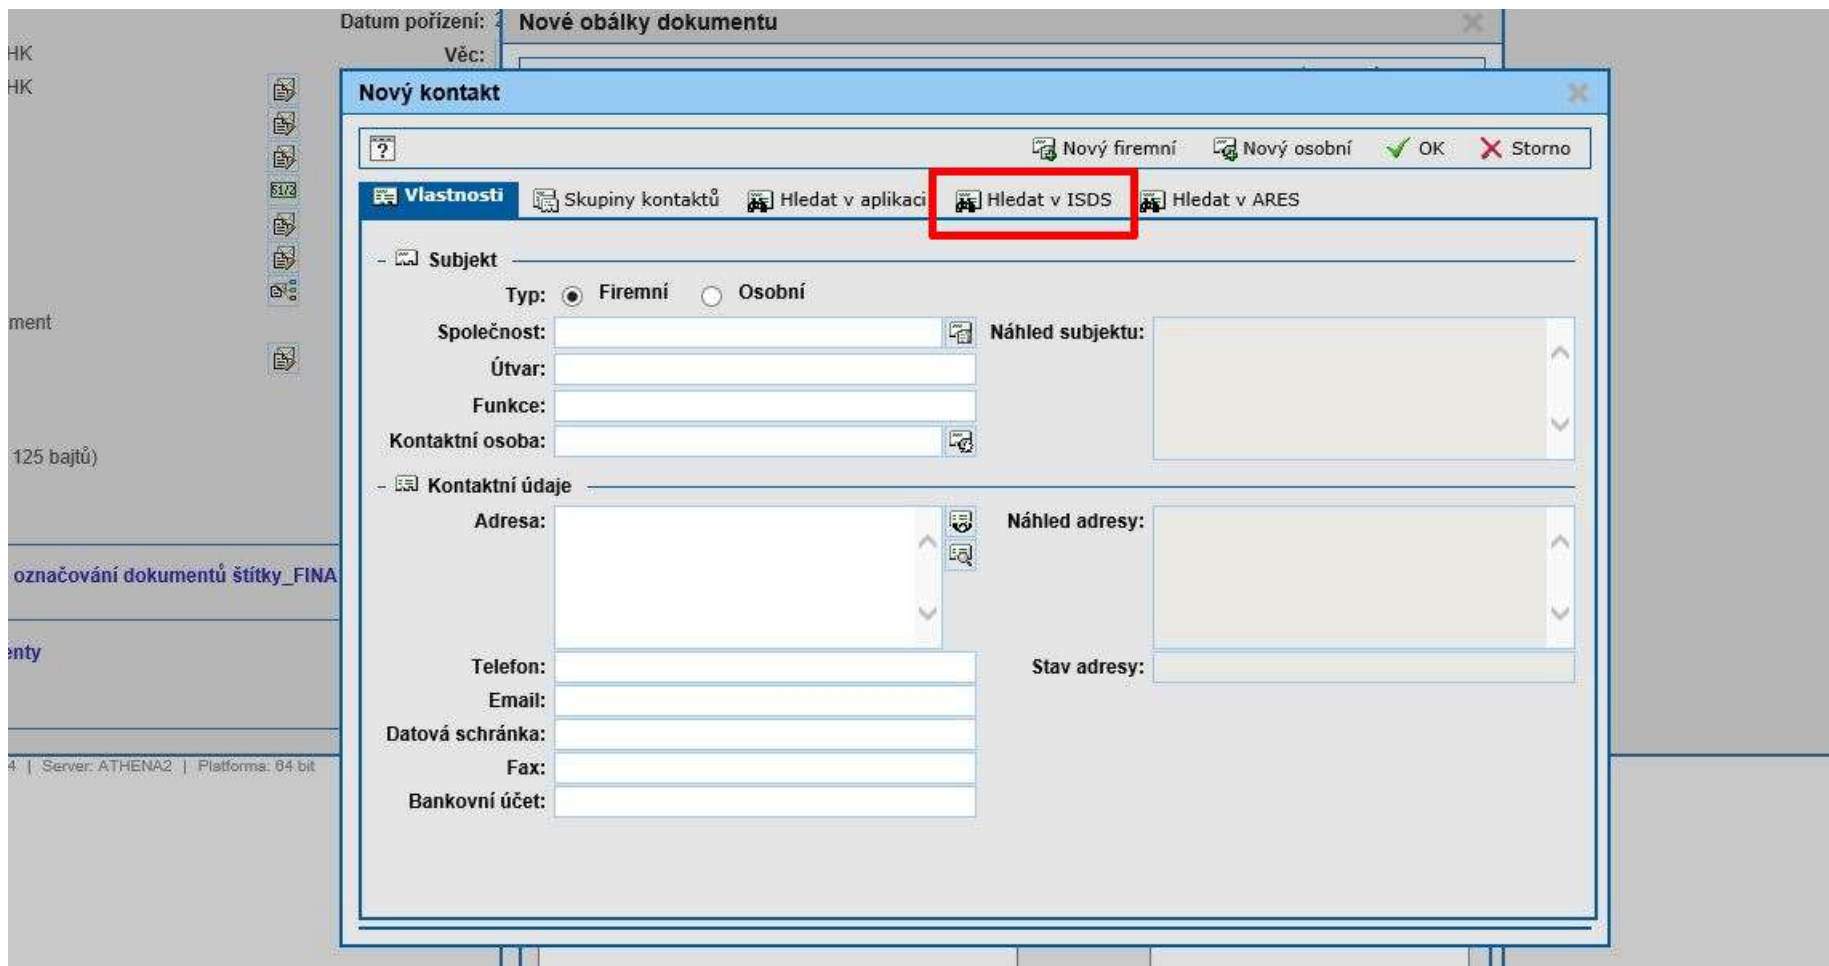 Datum pořízení:
Nové obálky dokumentu
HK
Věc:
HK
Nový kontakt
Nový firemní
Nový osobní
OK
Storno
51/2
Vlastnosti
Skupiny kontaktů
Hledat v aplikaci
Hledat v ISDS
Hledat v ARES
Subjekt
Typ: Firemní Osobní
ment
Společnost:
Náhled subjektu:
Útvar:
Funkce:
Kontaktní osoba:
125 bajtů)
Kontaktní údaje
Adresa:
Náhled adresy:
označování dokumentů štítky_FINA
enty
Telefon:
Stav adresy:
Email:
Datová schránka:
4 | Server: ATHENA2 | Platforma: 64 bit
Fax:
Bankovní účet: